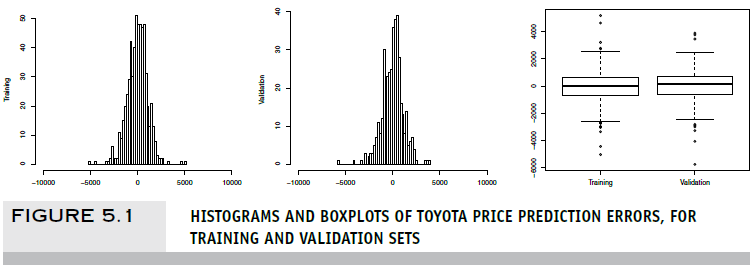 Training
50
40
30
20
10
0
−10000 −5000 0 5000 10000
Validation
40
30
20
10
0
−10000 −5000 0 5000 10000
4000
2000
0
−2000
−4000
−6000
Training Validation
FIGURE 5.1
HISTOGRAMS AND BOXPLOTS OF TOYOTA PRICE PREDICTION ERRORS, FOR
TRAINING AND VALIDATION SETS